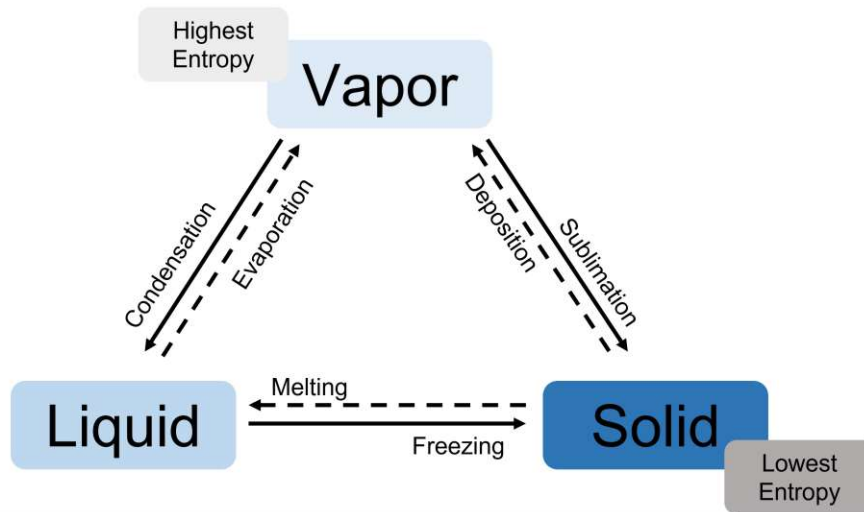 Highest
Entropy
Vapor
Condensation
Evaporation
Deposition
Sublimation
Melting
Liquid
Solid
Freezing
Lowest
Entropy